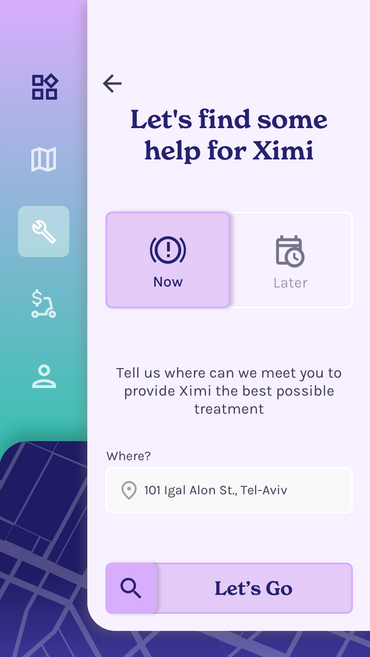 Let's find some
help for Ximi
Now
Later
Tell us where can we meet you to
provide Ximi the best possible
treatment
Where?
101 Igal Alon St., Tel-Aviv
Let's Go